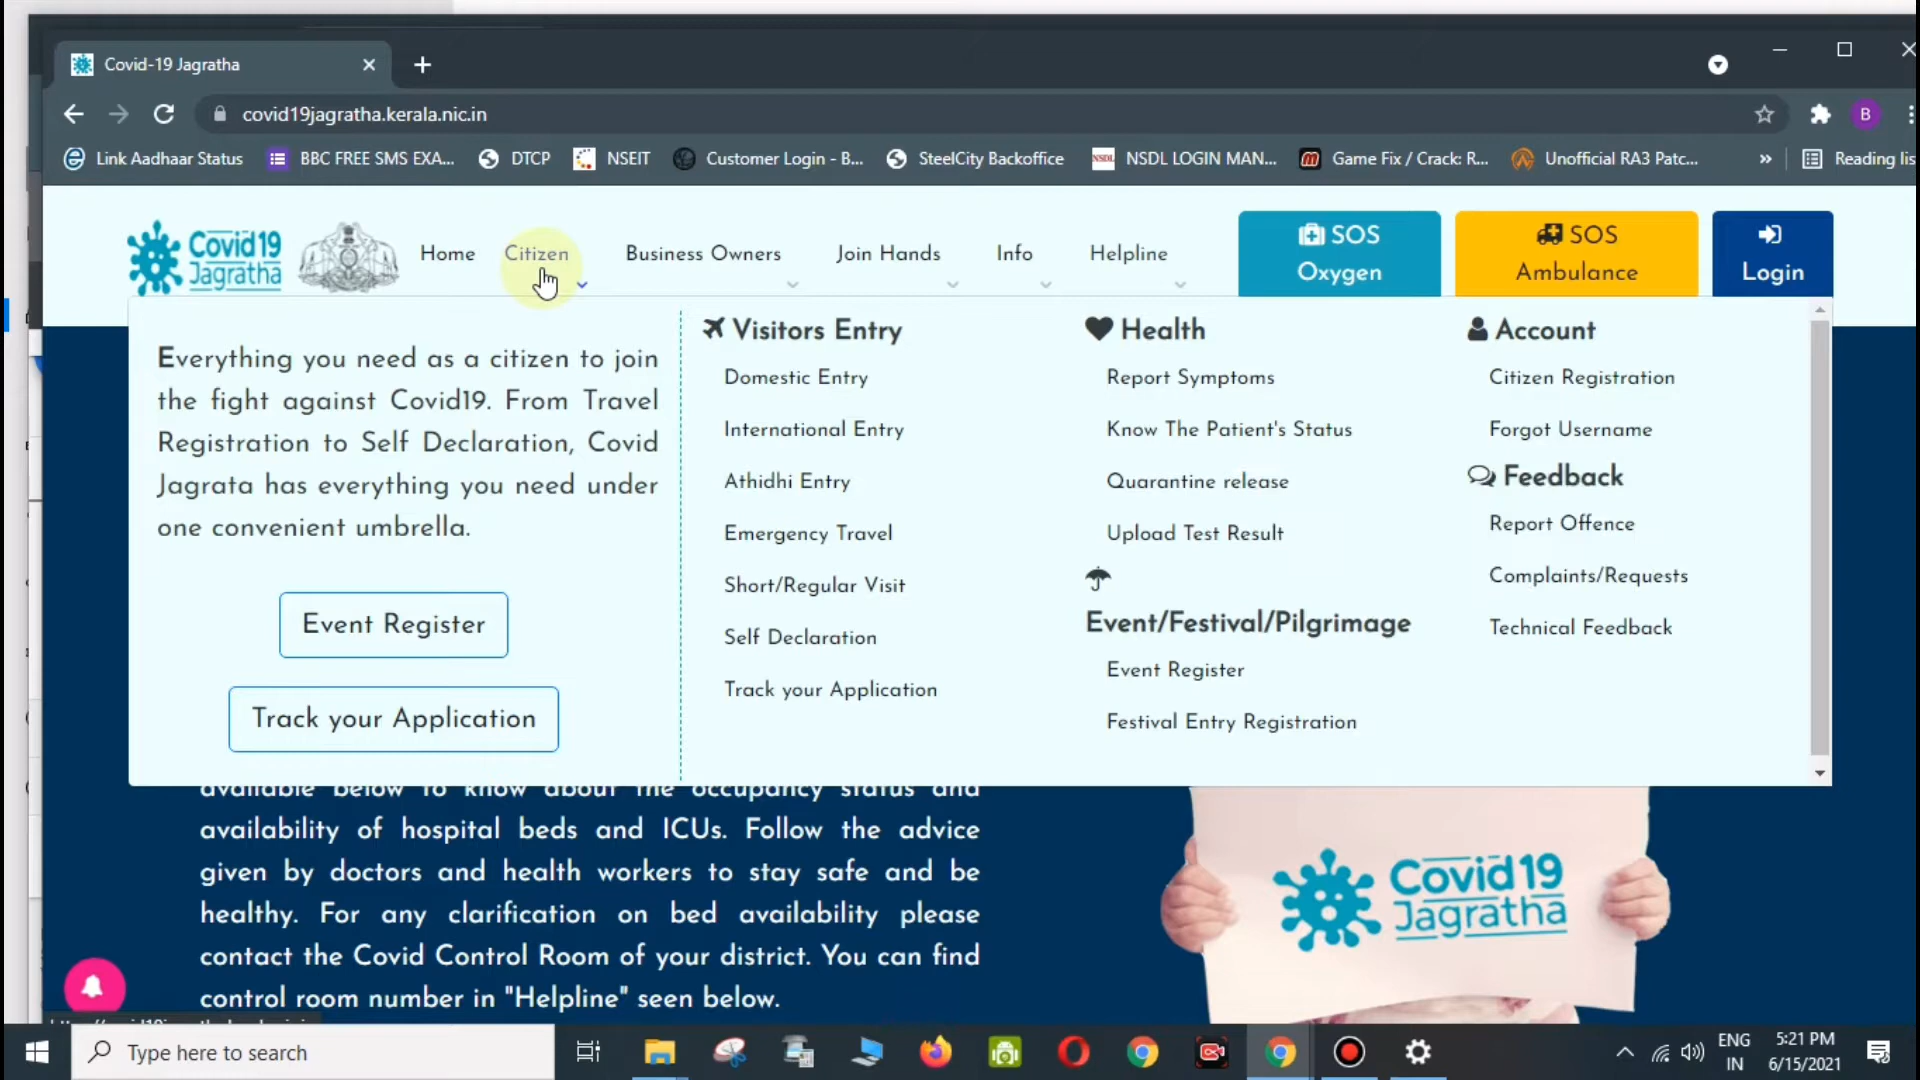 Covid-19 Jagratha
covid19jagratha.kerala.nic.in
B
Link Aadhaar Status
BBC FREE SMS EXA...
DTCP
NSEIT
Customer Login - B...
SteelCity Backoffice
NSDL LOGIN MAN...
Game Fix / Crack: R...
Unofficial RA3 Patc...
»
Reading lis
Covid19
Jagratha
Home
Citizen
Business Owners
Join Hands
Info
Helpline
SOS
Oxygen
SOS
Ambulance
Login
Everything you need as a citizen to join
the fight against Covid19. From Travel
Registration to Self Declaration, Covid
Jagrata has everything you need under
one convenient umbrella.
Event Register
Track your Application
Visitors Entry
Domestic Entry
International Entry
Athidhi Entry
Emergency Travel
Short/Regular Visit
Self Declaration
Track your Application
Health
Report Symptoms
Know The Patient's Status
Quarantine release
Upload Test Result
Event/Festival/Pilgrimage
Event Register
Festival Entry Registration
Account
Citizen Registration
Forgot Username
Feedback
Report Offence
Complaints/Requests
Technical Feedback
available below to know about the occupancy status and
availability of hospital beds and ICUs. Follow the advice
given by doctors and health workers to stay safe and be
healthy. For any clarification on bed availability please
contact the Covid Control Room of your district. You can find
control room number in "Helpline" seen below.
Covid19
Jagratha
Type here to search
ENG
IN
5:21 PM
6/15/2021